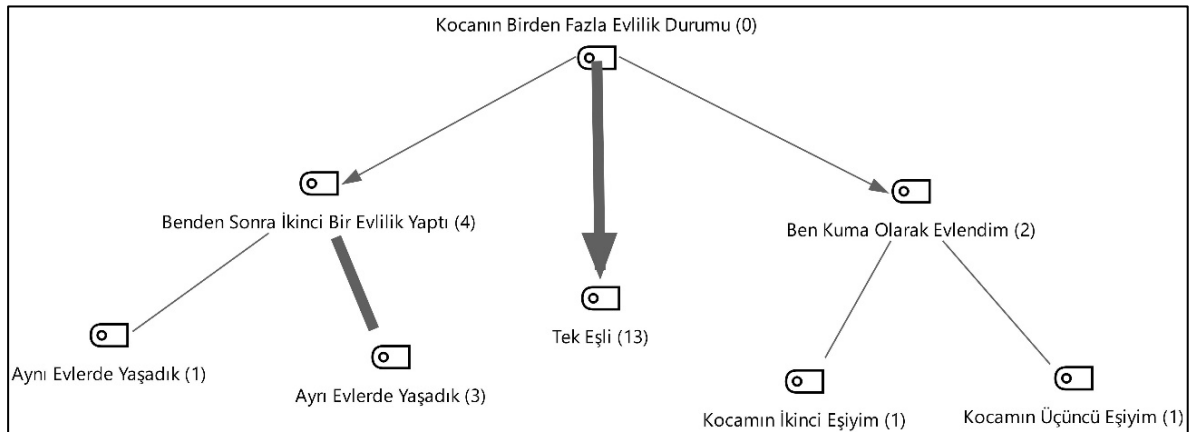 Kocanın Birden Fazla Evlilik Durumu (0)
Benden Sonra İkinci Bir Evlilik Yaptı (4)
Ben Kuma Olarak Evlendim (2)
Tek Eşli (13)
Aynı Evlerde Yaşadık (1)
Ayrı Evlerde Yaşadık (3)
Kocamın İkinci Eşiyim (1)
Kocamın Üçüncü Eşiyim (1)